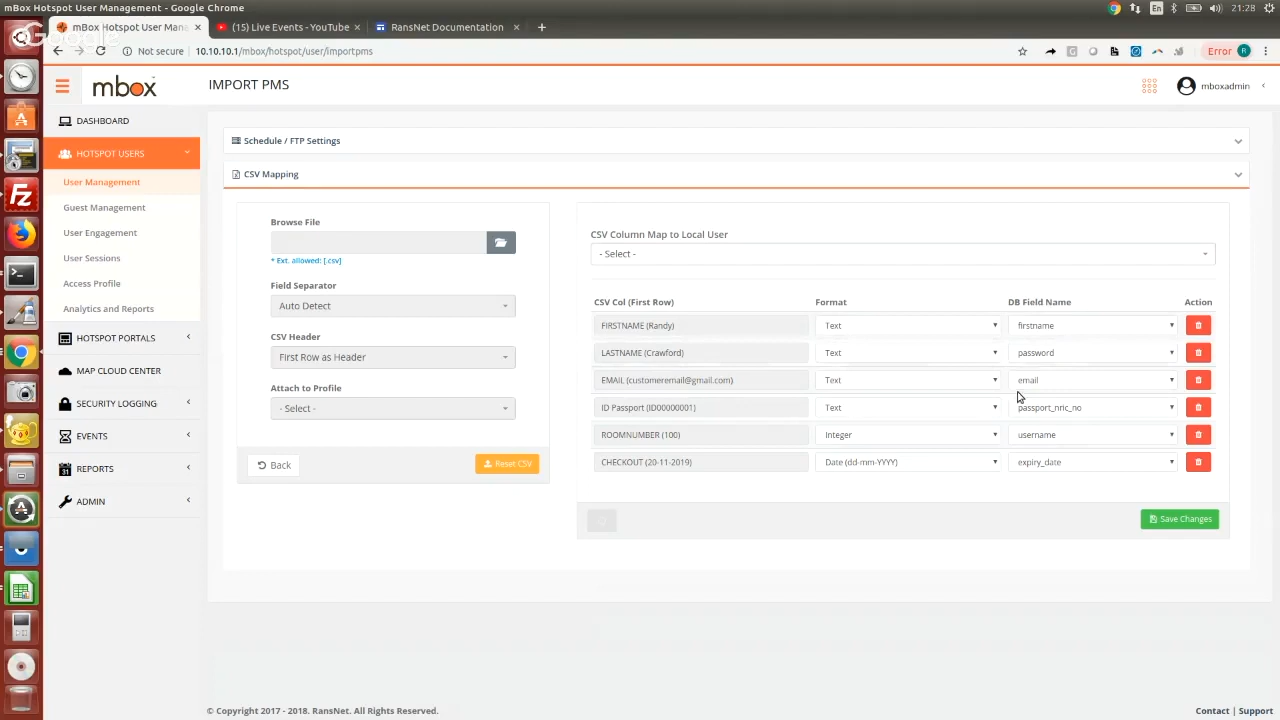 mBox Hotspot User Management - Google Chrome
En
21:28
mBox Hotspot User Mana
(15) Live Events - YouTube
RansNet Documentation
Google
Not secure
10.10.10.1/mbox/hotspot/user/importpms
Error
R
mbox
IMPORT PMS
mboxadmin
DASHBOARD
HOTSPOT USERS
User Management
Guest Management
User Engagement
User Sessions
Access Profile
Analytics and Reports
HOTSPOT PORTALS
MAP CLOUD CENTER
SECURITY LOGGING
EVENTS
REPORTS
ADMIN
Schedule / FTP Settings
CSV Mapping
Browse File
* Ext. allowed: [.csv]
Field Separator
Auto Detect
CSV Header
First Row as Header
Attach to Profile
- Select -
Back
Reset CSV
CSV Column Map to Local User
- Select -
CSV Col (First Row) Format DB Field Name Action
FIRSTNAME (Randy) Text firstname
LASTNAME (Crawford) Text password
EMAIL (customeremail@gmail.com) Text email
ID Passport (ID00000001) Text passport_nric_no
ROOMNUMBER (100) Integer username
CHECKOUT (20-11-2019) Date (dd-mm-YYYY) expiry_date
Save Changes
© Copyright 2017 - 2018. RansNet. All Rights Reserved.
Contact | Support